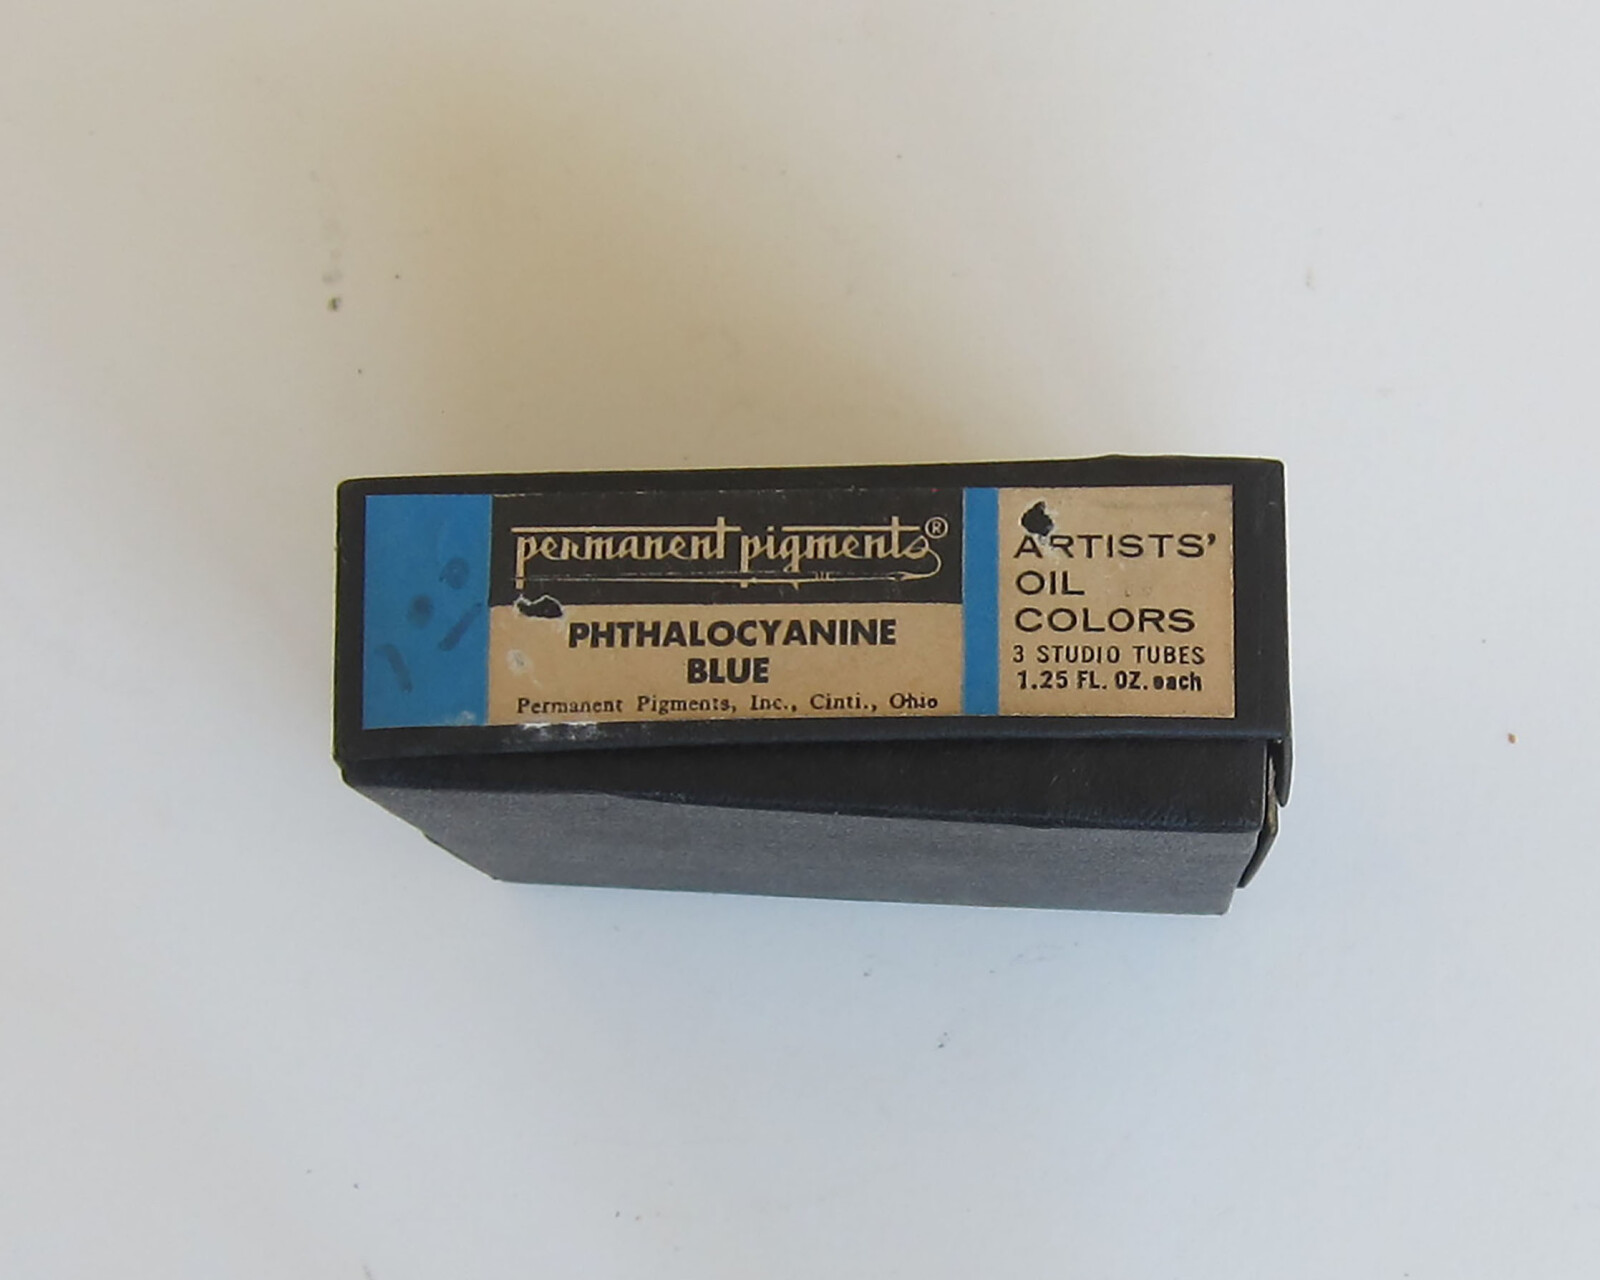 permanent pigments®
PHTHALOCYANINE
BLUE
Permanent Pigments, Inc., Cinti., Ohio
ARTISTS'
OIL
COLORS
3 STUDIO TUBES
1.25 FL. OZ. each